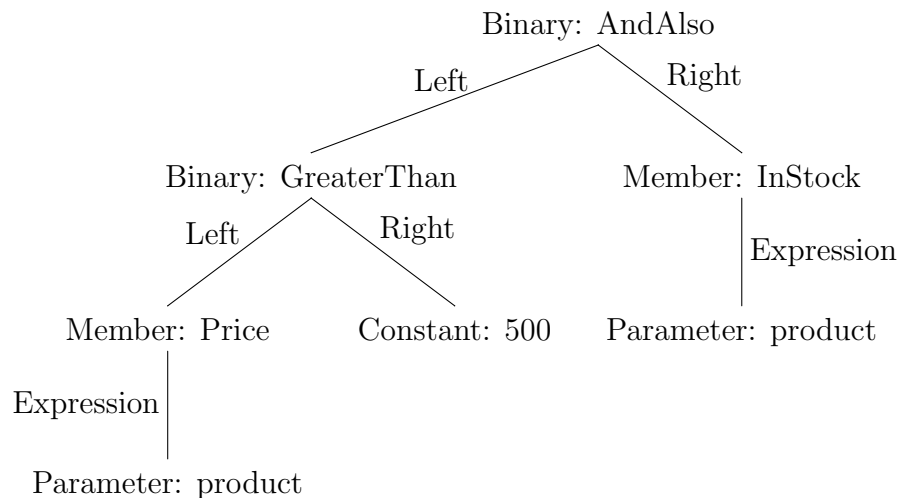 Binary: AndAlso
Left
Right
Binary: GreaterThan
Member: InStock
Left
Right
Expression
Member: Price
Constant: 500
Parameter: product
Expression
Parameter: product